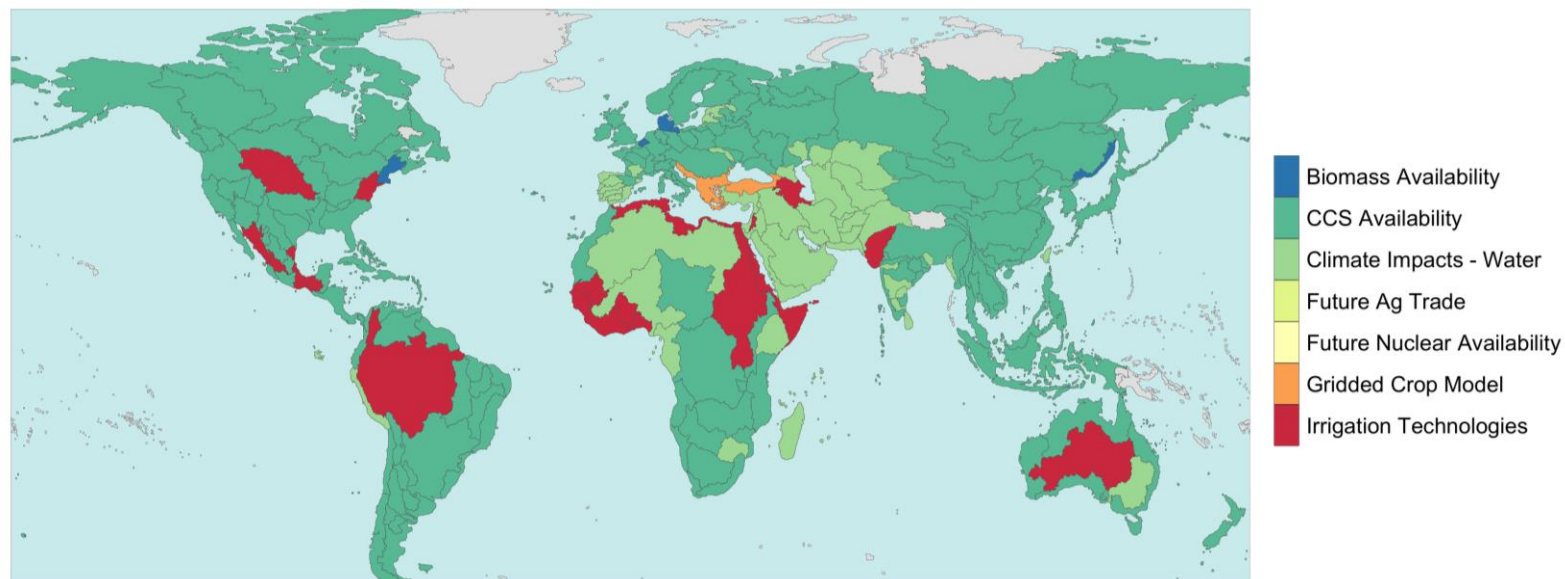 Biomass Availability
CCS Availability
Climate Impacts - Water
Future Ag Trade
Future Nuclear Availability
Gridded Crop Model
Irrigation Technologies